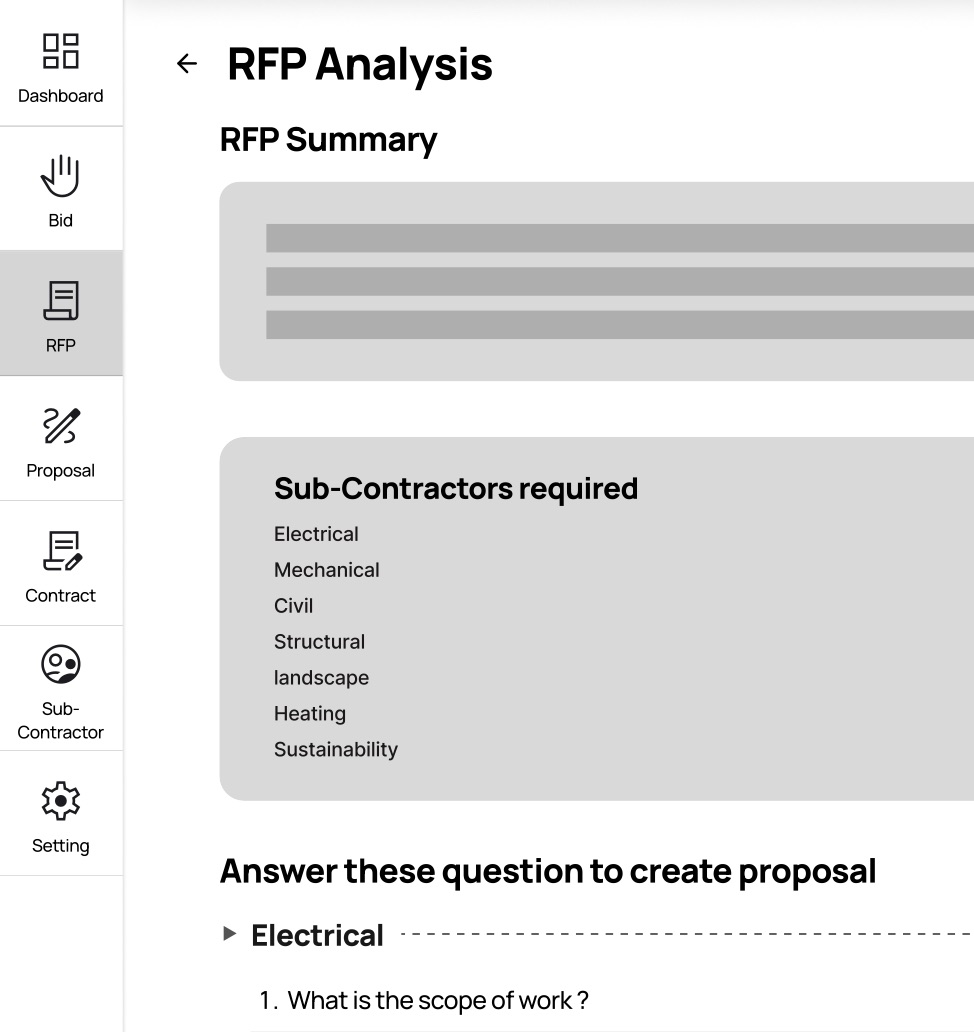 Dashboard
Bid
RFP
Proposal
Contract
Sub-
Contractor
Setting
RFP Analysis
RFP Summary
Sub-Contractors required
Electrical
Mechanical
Civil
Structural
landscape
Heating
Sustainability
Answer these question to create proposal
Electrical
1. What is the scope of work ?